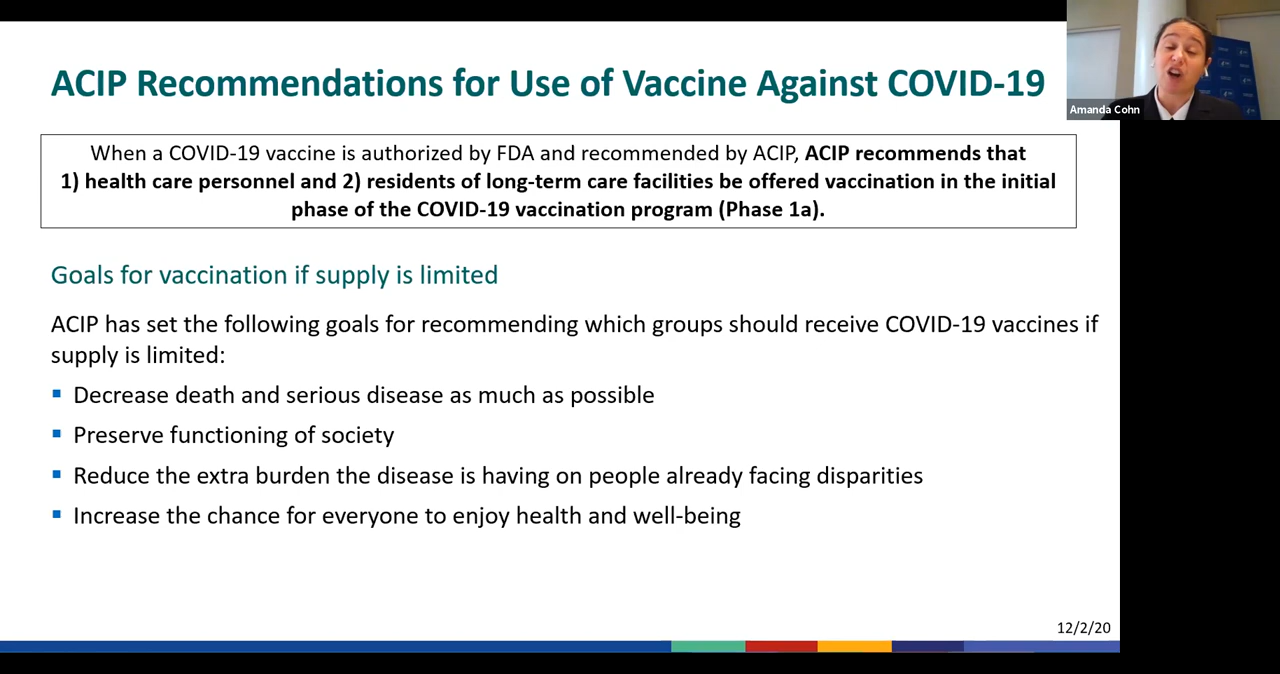 ACIP Recommendations for Use of Vaccine Against COVID-19
Amanda Cohn
When a COVID-19 vaccine is authorized by FDA and recommended by ACIP, ACIP recommends that
1) health care personnel and 2) residents of long-term care facilities be offered vaccination in the initial
phase of the COVID-19 vaccination program (Phase 1a).
Goals for vaccination if supply is limited
ACIP has set the following goals for recommending which groups should receive COVID-19 vaccines if
supply is limited:
▪ Decrease death and serious disease as much as possible
▪ Preserve functioning of society
▪ Reduce the extra burden the disease is having on people already facing disparities
▪ Increase the chance for everyone to enjoy health and well-being
12/2/20